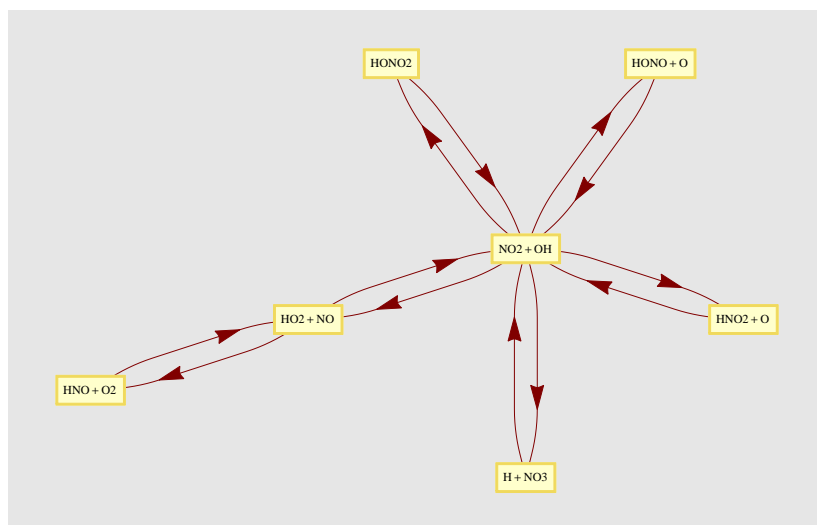 HONO2
HONO + O
NO2 + OH
HO2 + NO
HNO2 + O
HNO + O2
H + NO3